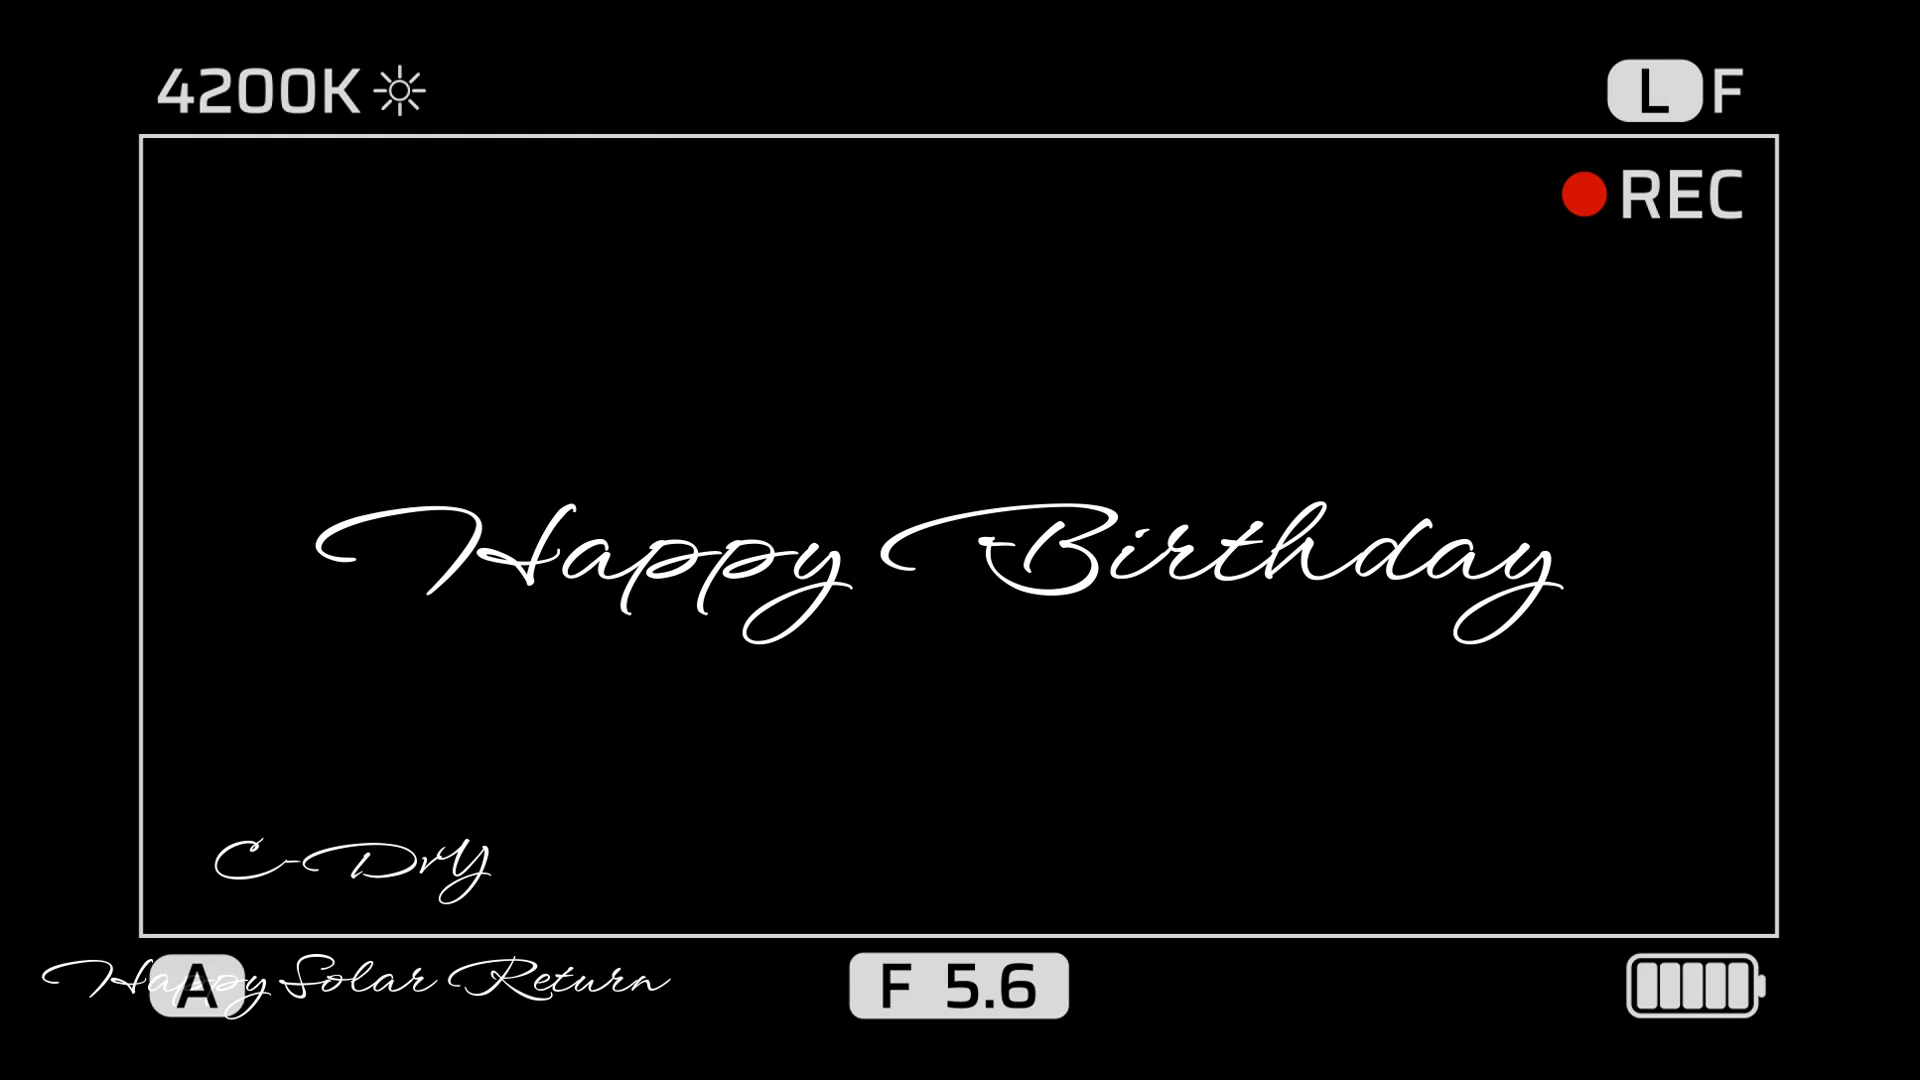 4200K
L F
REC
Happy Birthday
C-DrY
Happy Solar Return
A
F 5.6